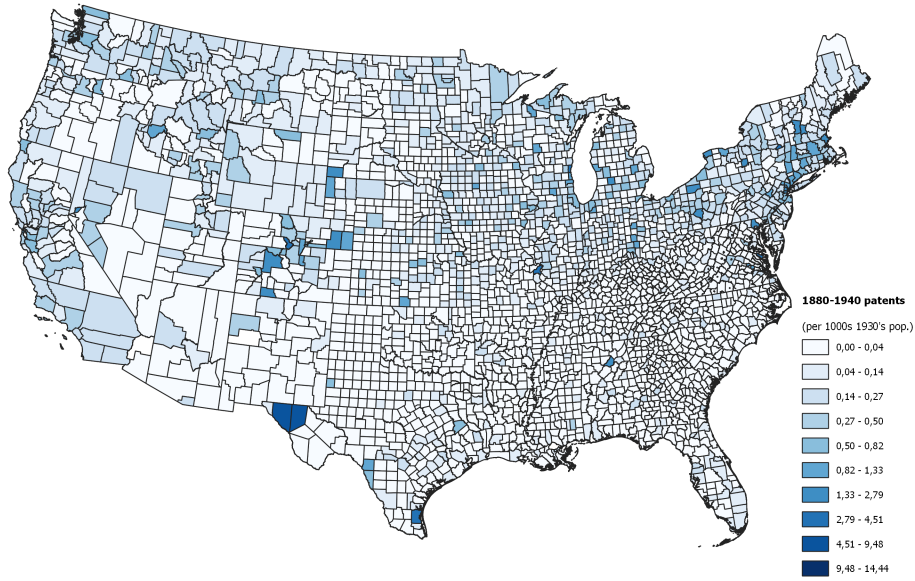 1880-1940 patents
(per 1000s 1930's pop.)
0,00 - 0,04
0,04 - 0,14
0,14 - 0,27
0,27 - 0,50
0,50 - 0,82
0,82 - 1,33
1,33 - 2,79
2,79 - 4,51
4,51 - 9,48
9,48 - 14,44